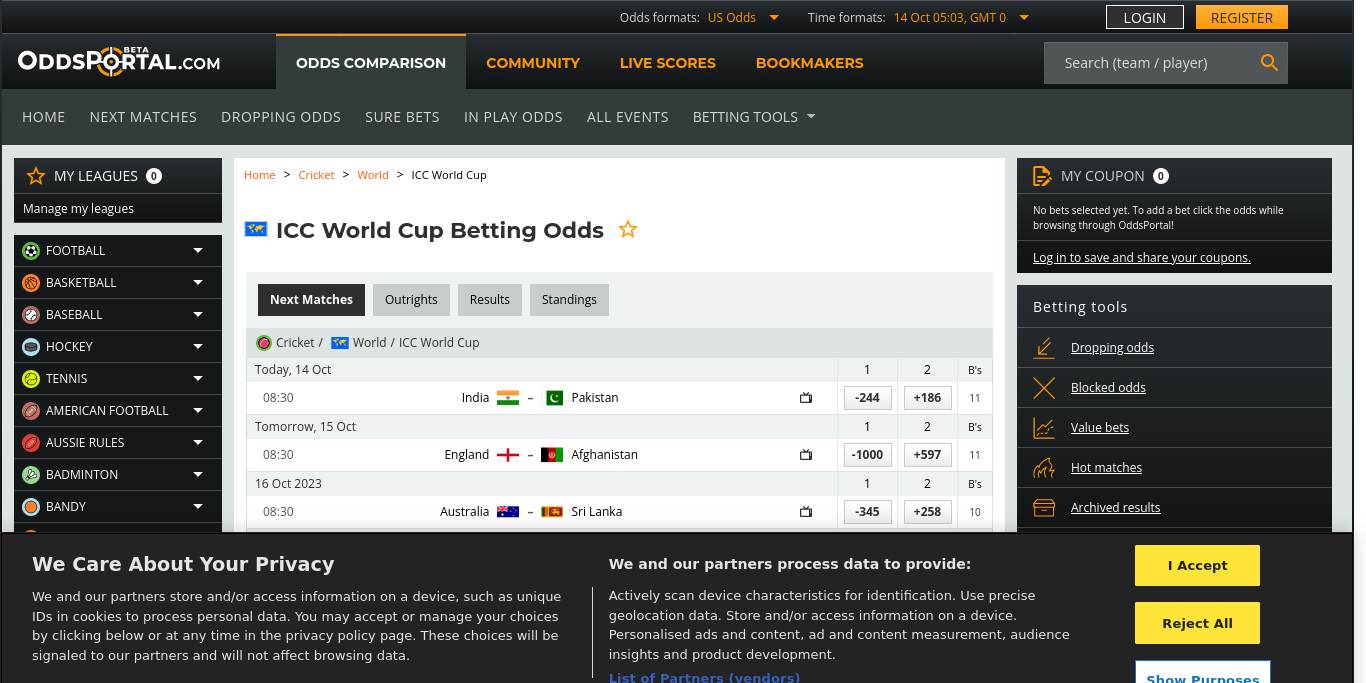 Odds formats: US Odds Time formats: 14 Oct 05:03, GMT 0 LOGIN REGISTER
ODDSPORTAL.COM BETA
ODDS COMPARISON COMMUNITY LIVE SCORES BOOKMAKERS Search (team / player)
HOME NEXT MATCHES DROPPING ODDS SURE BETS IN PLAY ODDS ALL EVENTS BETTING TOOLS
MY LEAGUES 0
Manage my leagues
FOOTBALL
BASKETBALL
BASEBALL
HOCKEY
TENNIS
AMERICAN FOOTBALL
AUSSIE RULES
BADMINTON
BANDY
Home > Cricket > World > ICC World Cup
ICC World Cup Betting Odds
Next Matches Outrights Results Standings
Cricket / World / ICC World Cup
Today, 14 Oct 1 2 B's
08:30 India – Pakistan -244 +186 11
Tomorrow, 15 Oct 1 2 B's
08:30 England – Afghanistan -1000 +597 11
16 Oct 2023 1 2 B's
08:30 Australia – Sri Lanka -345 +258 10
MY COUPON 0
No bets selected yet. To add a bet click the odds while
browsing through OddsPortal!
Log in to save and share your coupons.
Betting tools
Dropping odds
Blocked odds
Value bets
Hot matches
Archived results
We Care About Your Privacy
We and our partners store and/or access information on a device, such as unique
IDs in cookies to process personal data. You may accept or manage your choices
by clicking below or at any time in the privacy policy page. These choices will be
signaled to our partners and will not affect browsing data.
We and our partners process data to provide:
Actively scan device characteristics for identification. Use precise
geolocation data. Store and/or access information on a device.
Personalised ads and content, ad and content measurement, audience
insights and product development.
List of Partners (vendors)
I Accept
Reject All
Show Purposes